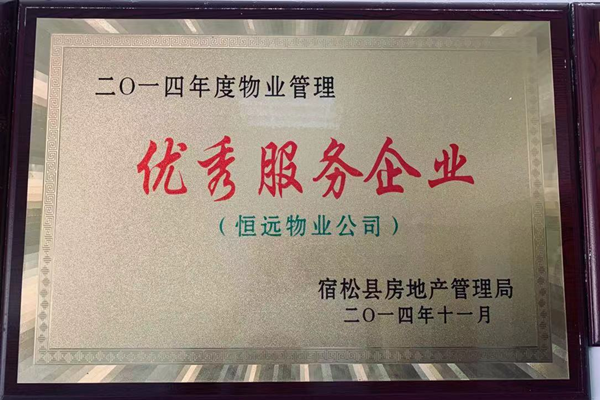 二〇一四年度物业管理
优秀服务企业
（恒远物业公司）
宿松县房地产管理局
二〇一四年十一月